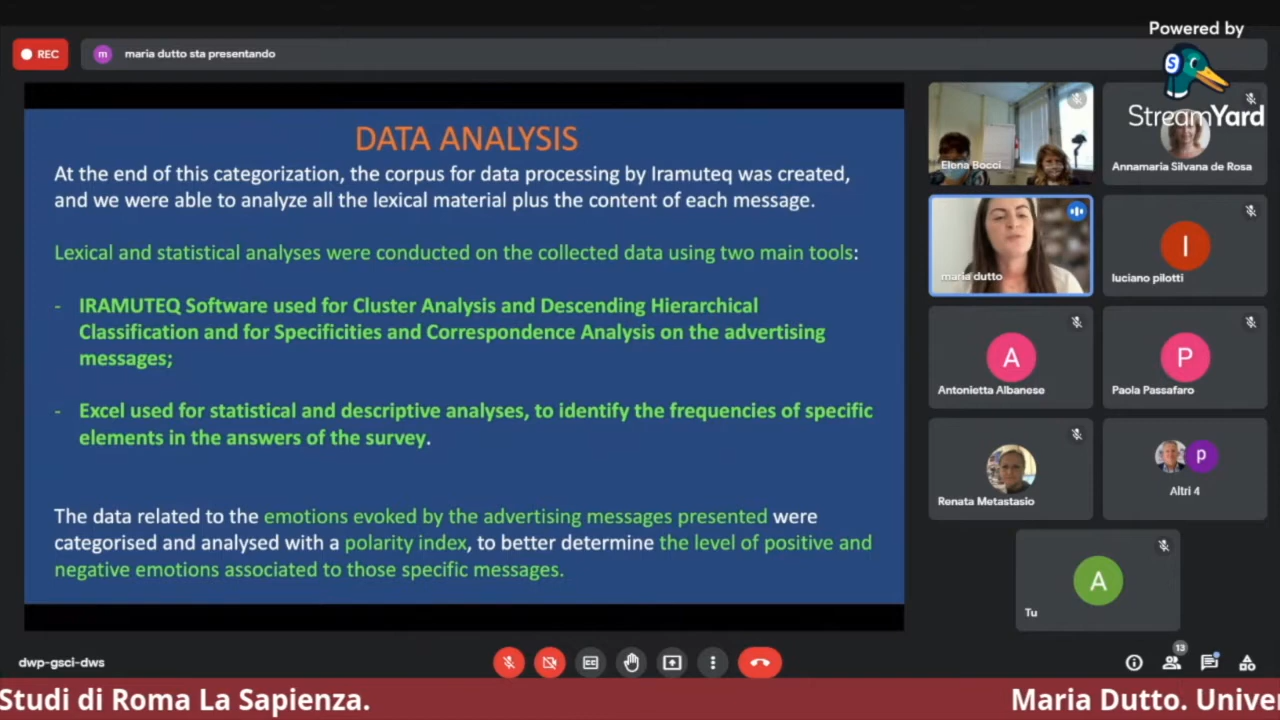 Powered by
StreamYard
REC
m
maria dutto sta presentando
DATA ANALYSIS
At the end of this categorization, the corpus for data processing by Iramuteq was created,
and we were able to analyze all the lexical material plus the content of each message.
Lexical and statistical analyses were conducted on the collected data using two main tools:
- IRAMUTEQ Software used for Cluster Analysis and Descending Hierarchical
Classification and for Specificities and Correspondence Analysis on the advertising
messages;
- Excel used for statistical and descriptive analyses, to identify the frequencies of specific
elements in the answers of the survey.
The data related to the emotions evoked by the advertising messages presented were
categorised and analysed with a polarity index, to better determine the level of positive and
negative emotions associated to those specific messages.
Elena Bocci
Annamaria Silvana de Rosa
maria dutto
l
luciano pilotti
A
Antonietta Albanese
P
Paola Passafaro
Renata Metastasio
p
Altri 4
A
Tu
dwp-gsci-dws
13
Studi di Roma La Sapienza.
Maria Dutto. Univer